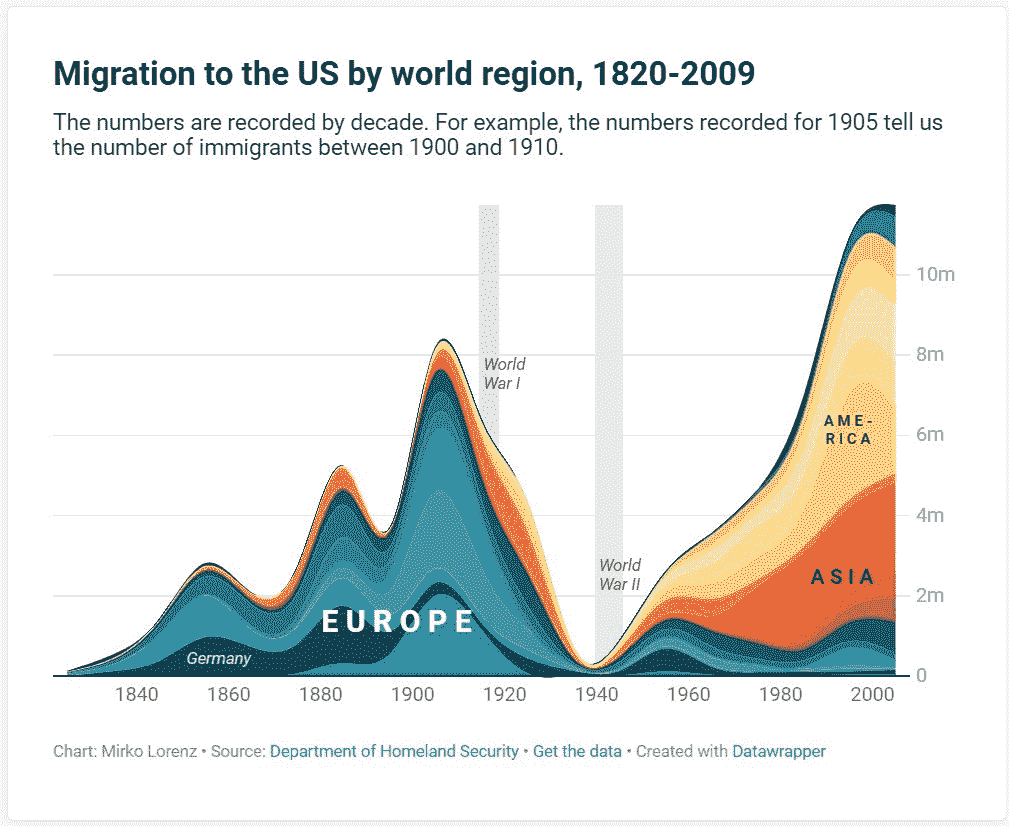 Migration to the US by world region, 1820-2009
The numbers are recorded by decade. For example, the numbers recorded for 1905 tell us
the number of immigrants between 1900 and 1910.
10m
8m
World
War I
6m
AME-
RICA
4m
World
War II
ASIA
2m
EUROPE
Germany
0
1840 1860 1880 1900 1920 1940 1960 1980 2000
Chart: Mirko Lorenz • Source: Department of Homeland Security • Get the data • Created with Datawrapper